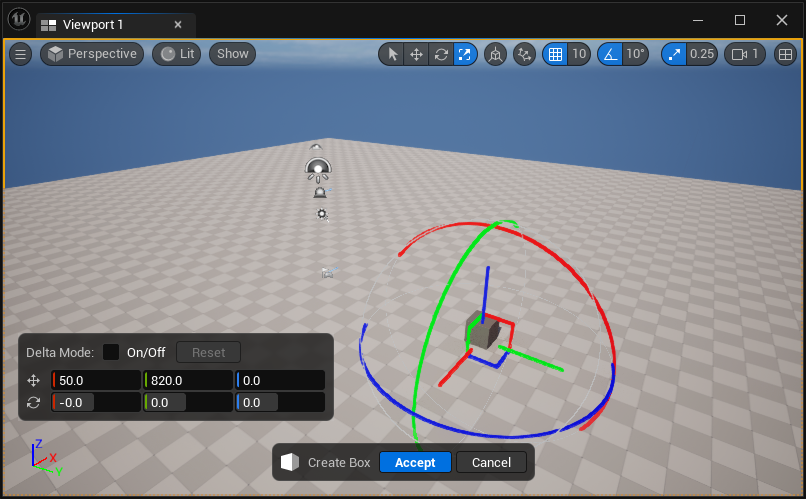 Viewport 1
Perspective Lit Show 10 10° 0.25 1
Delta Mode: On/Off Reset
50.0 820.0 0.0
-0.0 0.0 0.0
Z
X
Y
Create Box Accept Cancel